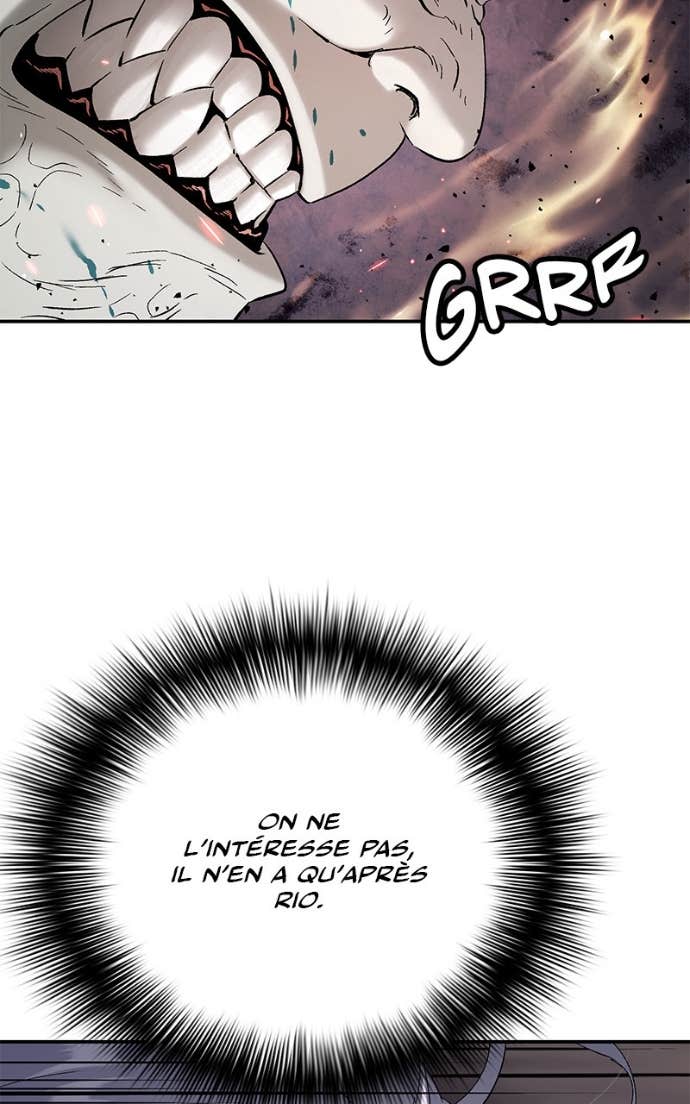 GRRR
ON NE
L'INTÉRESSE PAS,
IL N'EN A QU'APRÈS
RIO.